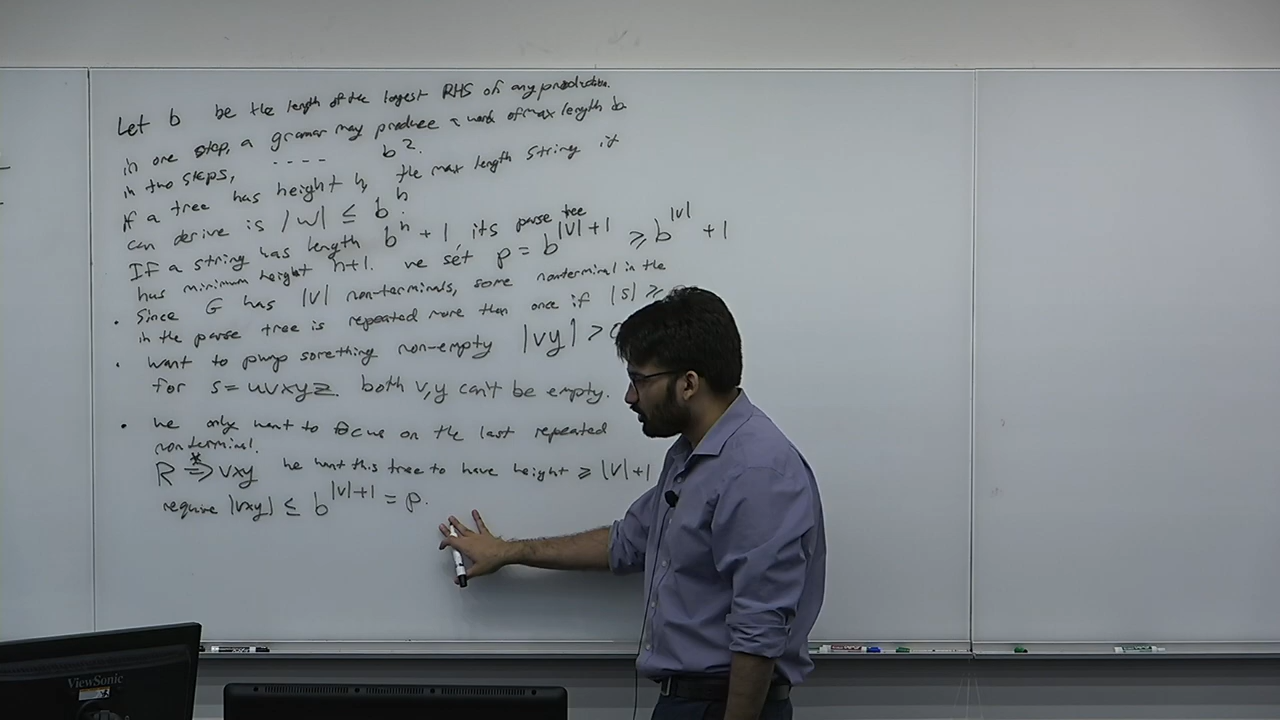 Let b be the length of the longest RHS of any production.
in one step, a gramar may produce a word of max length b.
in two steps, .... b².
If a tree has height h, the max length string it
can derive is |w| ≤ b^h.
If a string has length b^h + 1, its parse tree
has minimum height h+1. we set p = b^|V|+1 ≥ b^|V| + 1
• Since G has |V| non-terminals, some nonterminal in the
in the parse tree is repeated more than once if |s| ≥
• want to pump something non-empty |vy| > 0
for s = uvxyz both v,y can't be empty.
• we only want to focus on the last repeated
nonterminal.
R ⇒* vxy we want this tree to have height ≥ |V|+1
require |vxy| ≤ b^|V|+1 = p.
ViewSonic